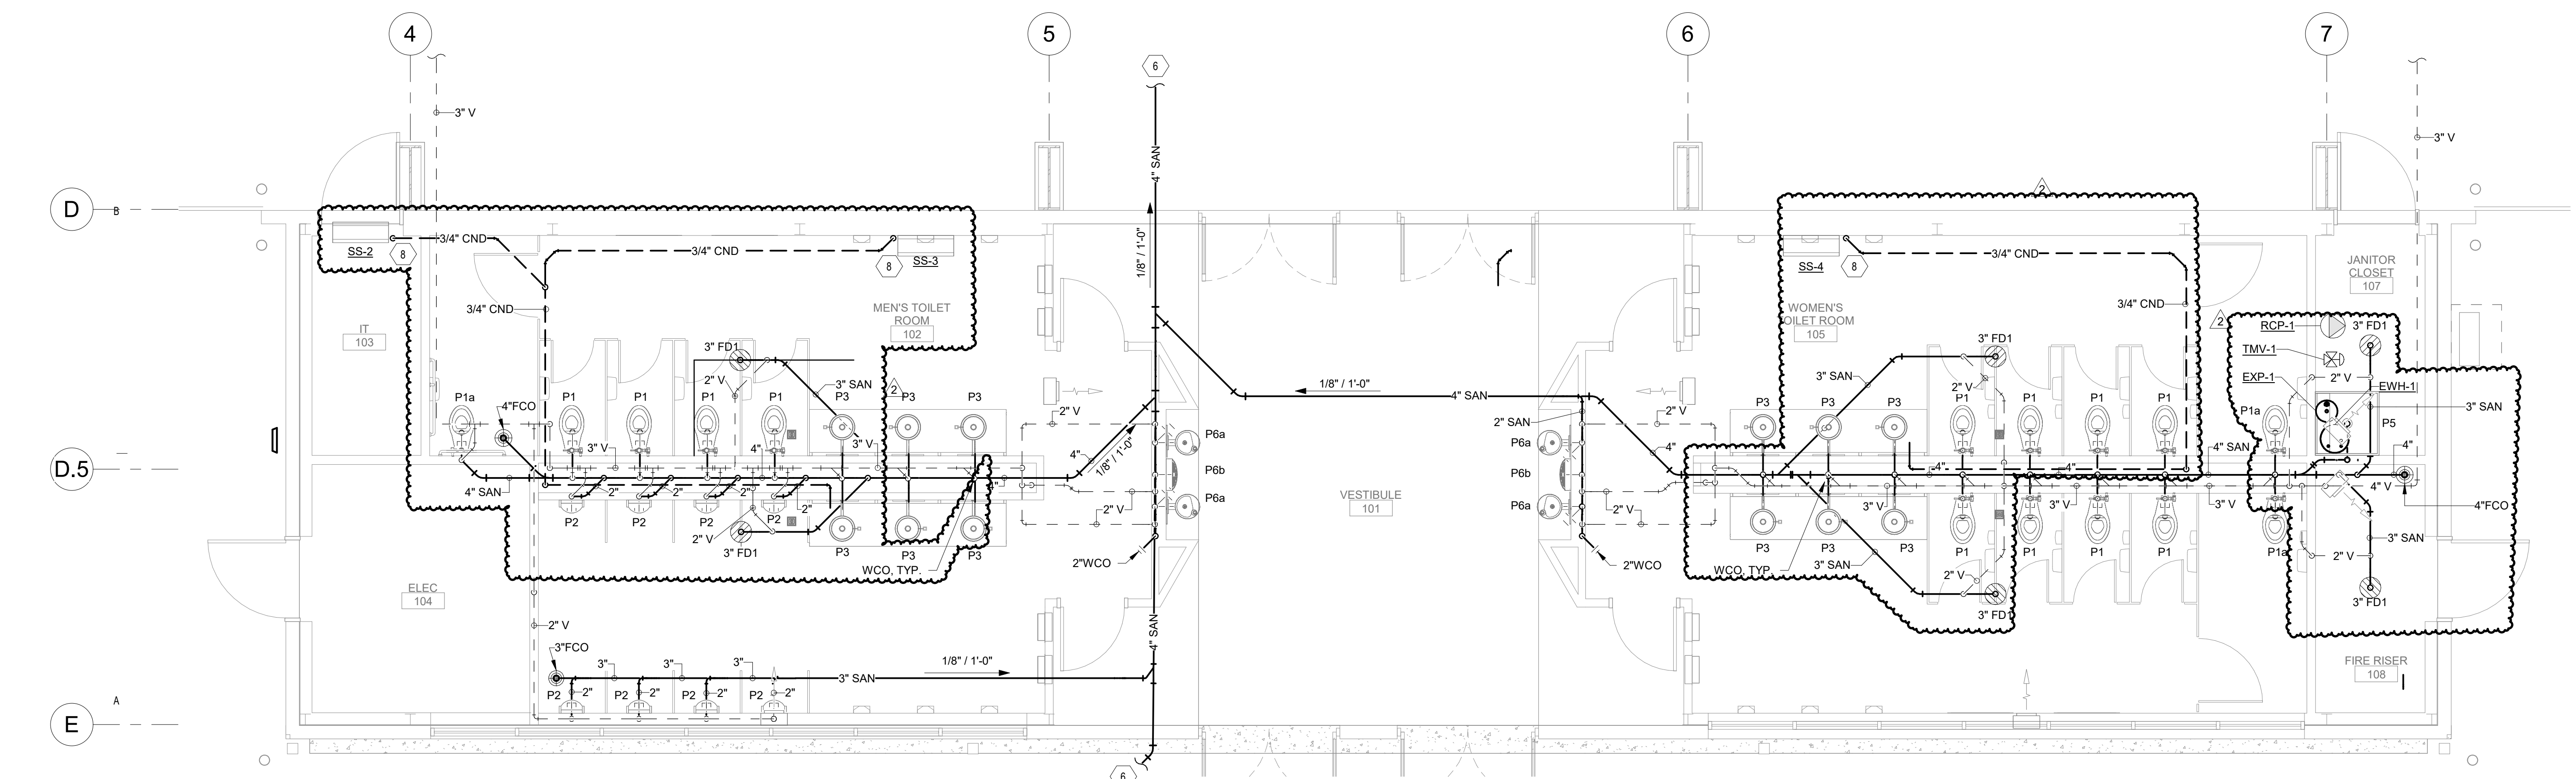 4
5
6
7
6
3" V
3" V
D
B
2
SS-2
8
3/4" CND
3/4" CND
8
SS-3
SS-4
8
3/4" CND
4" SAN
1/8" / 1'-0"
JANITOR
CLOSET
107
3/4" CND
3/4" CND
MEN'S TOILET
ROOM
102
WOMEN'S
TOILET ROOM
105
2
RCP-1
3" FD1
IT
103
3" FD1
3" FD1
TMV-1
2" V
3" SAN
2
1/8" / 1'-0"
4" SAN
3" SAN
2" V
EXP-1
2" V
EWH-1
P1a
4"FCO
P1
P1
P1
P1
P3
P3
P3
2" V
2" SAN
2" V
P3
P3
P3
P1
P1
P1
P1
P1a
3" SAN
P5
P6a
P6b
P6a
P6a
P6b
P6a
3" V
4"
3" V
4"
1/8" / 1'-0"
4"
4"
4"
4" SAN
4"
D.5
4" SAN
2"
2"
2"
2"
4"
3" V
3" V
3" V
4" V
4"FCO
P2
P2
P2
P2
2" V
3" FD1
P3
P3
P3
2" V
2" V
VESTIBULE
101
P3
P3
P3
P1
P1
P1
P1
P1a
3" SAN
2" V
WCO, TYP.
2"WCO
2"WCO
WCO, TYP.
3" SAN
2" V
3" FD1
3" FD1
ELEC
104
2" V
4" SAN
3"FCO
3"
3"
3"
3" SAN
1/8" / 1'-0"
FIRE RISER
108
P2
2"
P2
2"
P2
2"
P2
2"
A
E
6